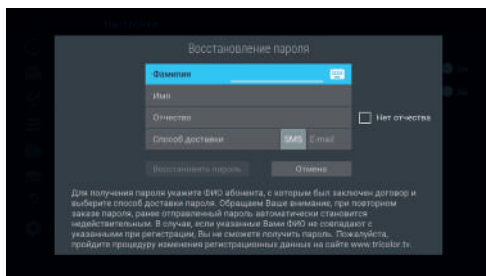 Восстановление пароля
Фамилия
Имя
Отчество
Нет отчества
Способ доставки SMS E-mail
Восстановить пароль Отмена
Для получения пароля укажите ФИО абонента, с которым был заключен договор и
выберите способ доставки пароля. Обращаем Ваше внимание, при повторном
заказе пароля, ранее отправленный пароль автоматически становится
недействительным. В случае, если указанные Вами ФИО не совпадают с
указанными при регистрации, Вы не сможете получить пароль. Пожалуйста,
пройдите процедуру изменения регистрационных данных на сайте www.tricolor.tv.